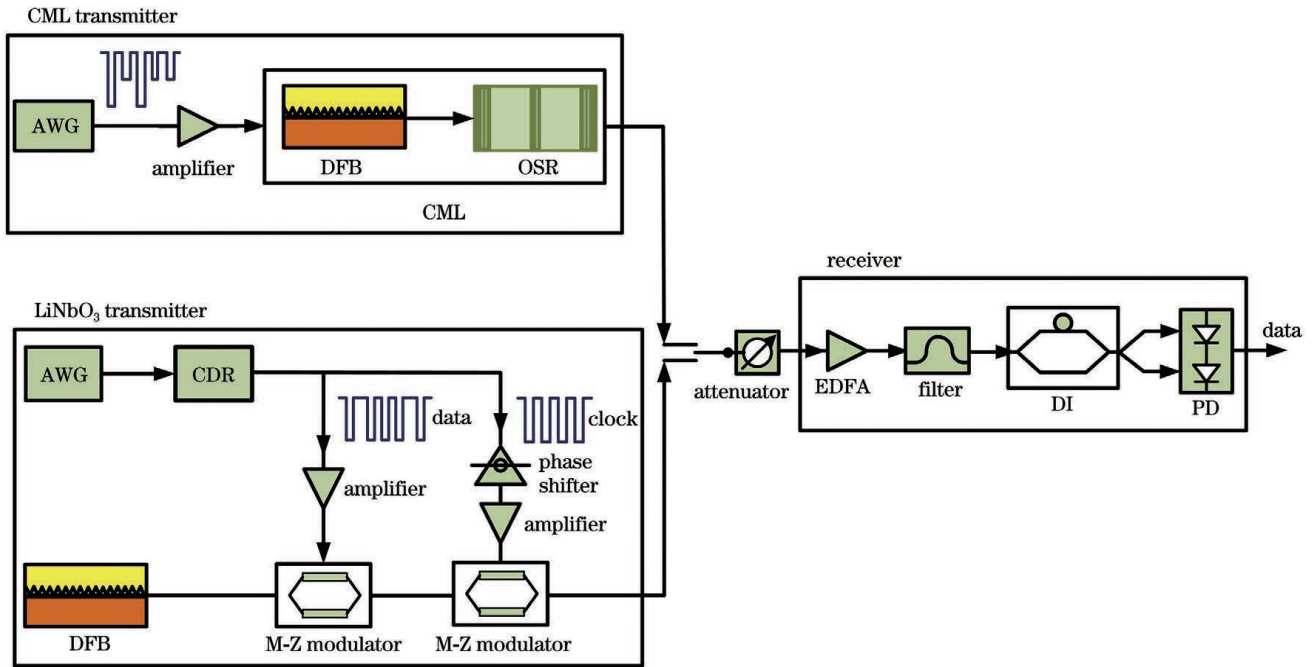 CML transmitter
AWG
amplifier
DFB
OSR
CML
LiNbO₃ transmitter
AWG
CDR
data
clock
amplifier
phase
shifter
amplifier
DFB
M-Z modulator
M-Z modulator
attenuator
receiver
EDFA
filter
DI
PD
data